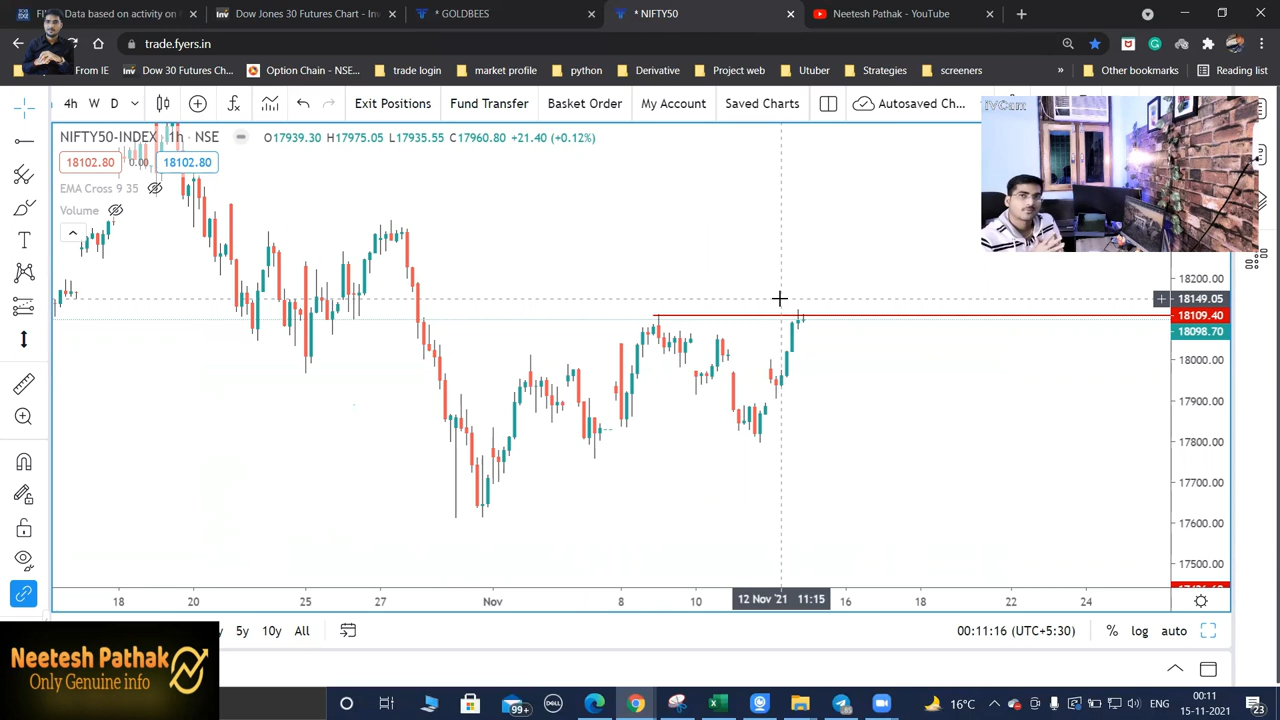 FII Data based on activity on
Dow Jones 30 Futures Chart - Inv
* GOLDBEES
* NIFTY50
Neetesh Pathak - YouTube
trade.fyers.in
From IE
Dow 30 Futures Ch...
Option Chain - NSE...
trade login
market profile
python
Derivative
Project web
Utuber
Strategies
screeners
»
Other bookmarks
Reading list
4h W D
Exit Positions
Fund Transfer
Basket Order
My Account
Saved Charts
Autosaved Ch...
iVCam
NIFTY50-INDEX 1h NSE
O17939.30 H17975.05 L17935.55 C17960.80 +21.40 (+0.12%)
18102.80 0.00 18102.80
EMA Cross 9 35
Volume
18200.00
18149.05
18109.40
18098.70
18000.00
17900.00
17800.00
17700.00
17600.00
17500.00
18 20 25 27 Nov 8 10 12 Nov '21 11:15 16 18 22 24
5y 10y All
00:11:16 (UTC+5:30)
% log auto
Neetesh Pathak
Only Genuine info
99+
DELL
16°C
ENG
00:11
15-11-2021
23